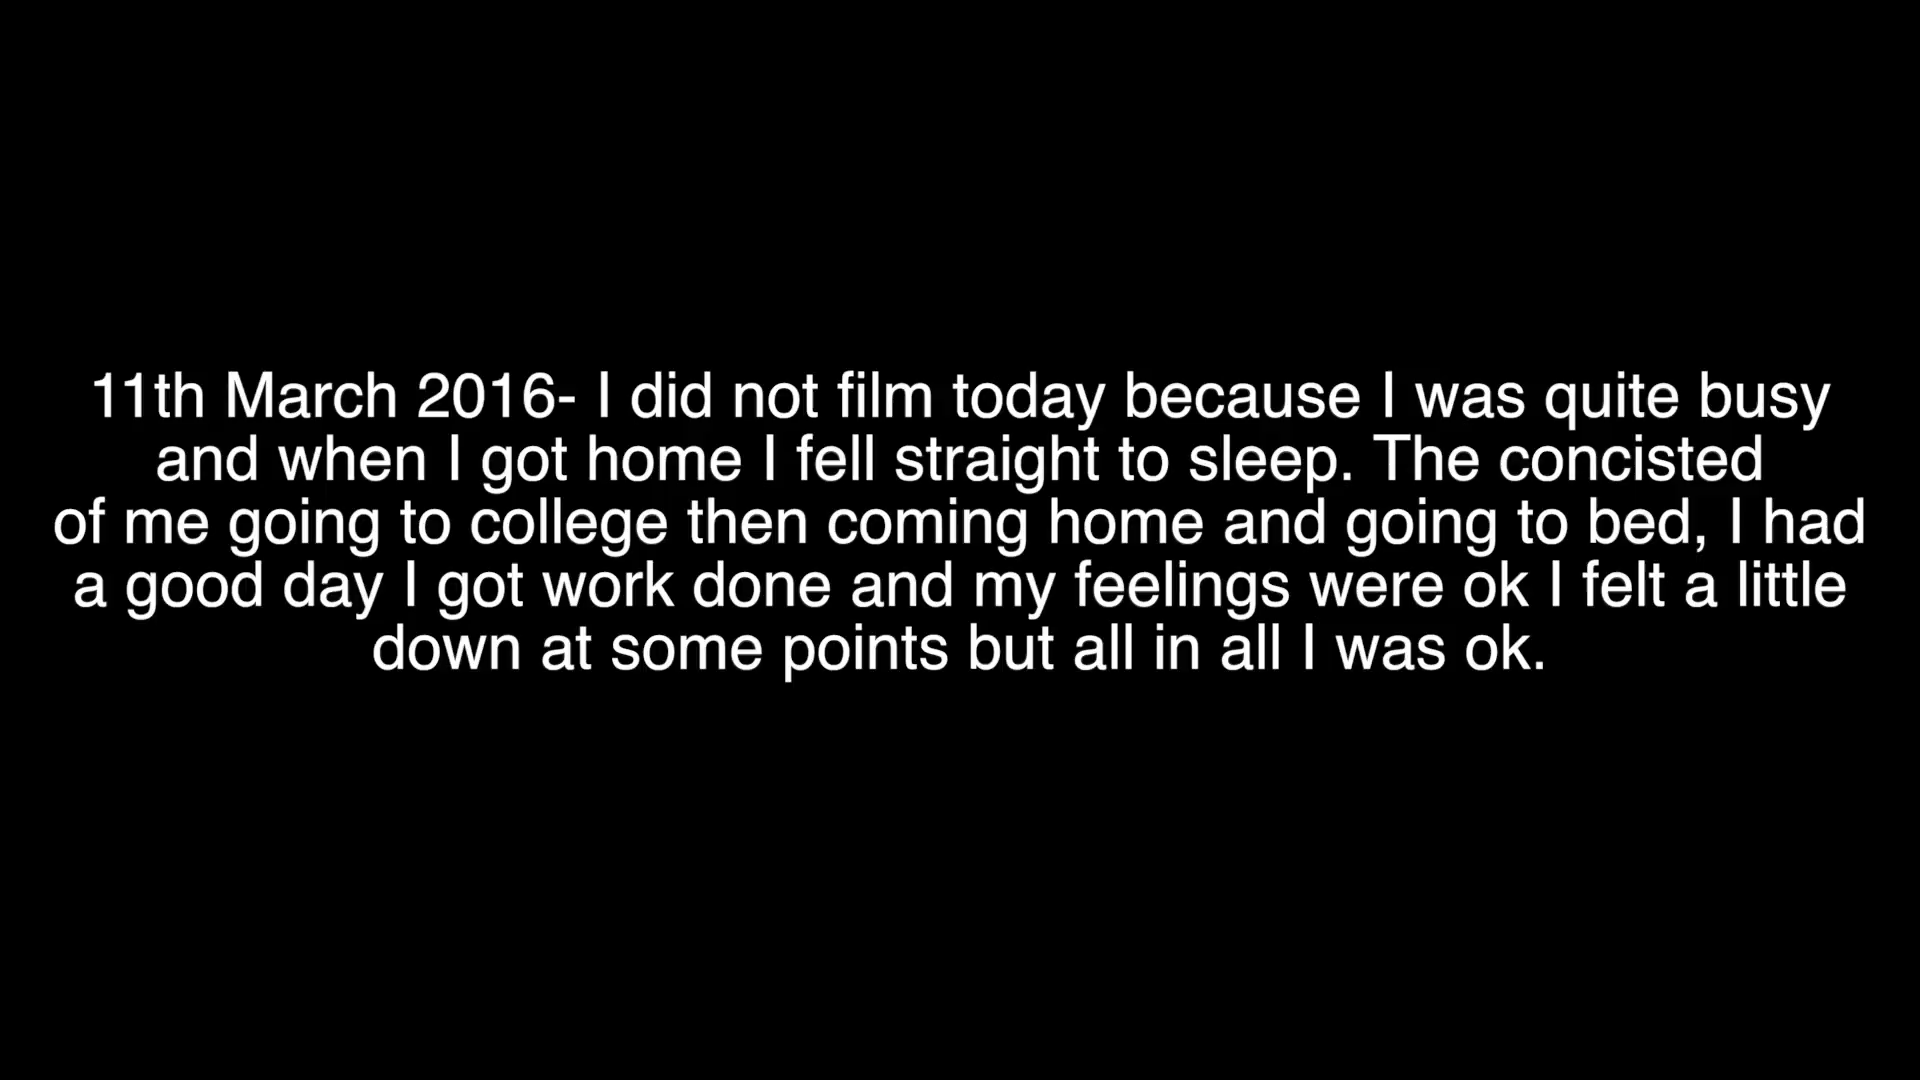 11th March 2016- I did not film today because I was quite busy
and when I got home I fell straight to sleep. The concisted
of me going to college then coming home and going to bed, I had
a good day I got work done and my feelings were ok I felt a little
down at some points but all in all I was ok.